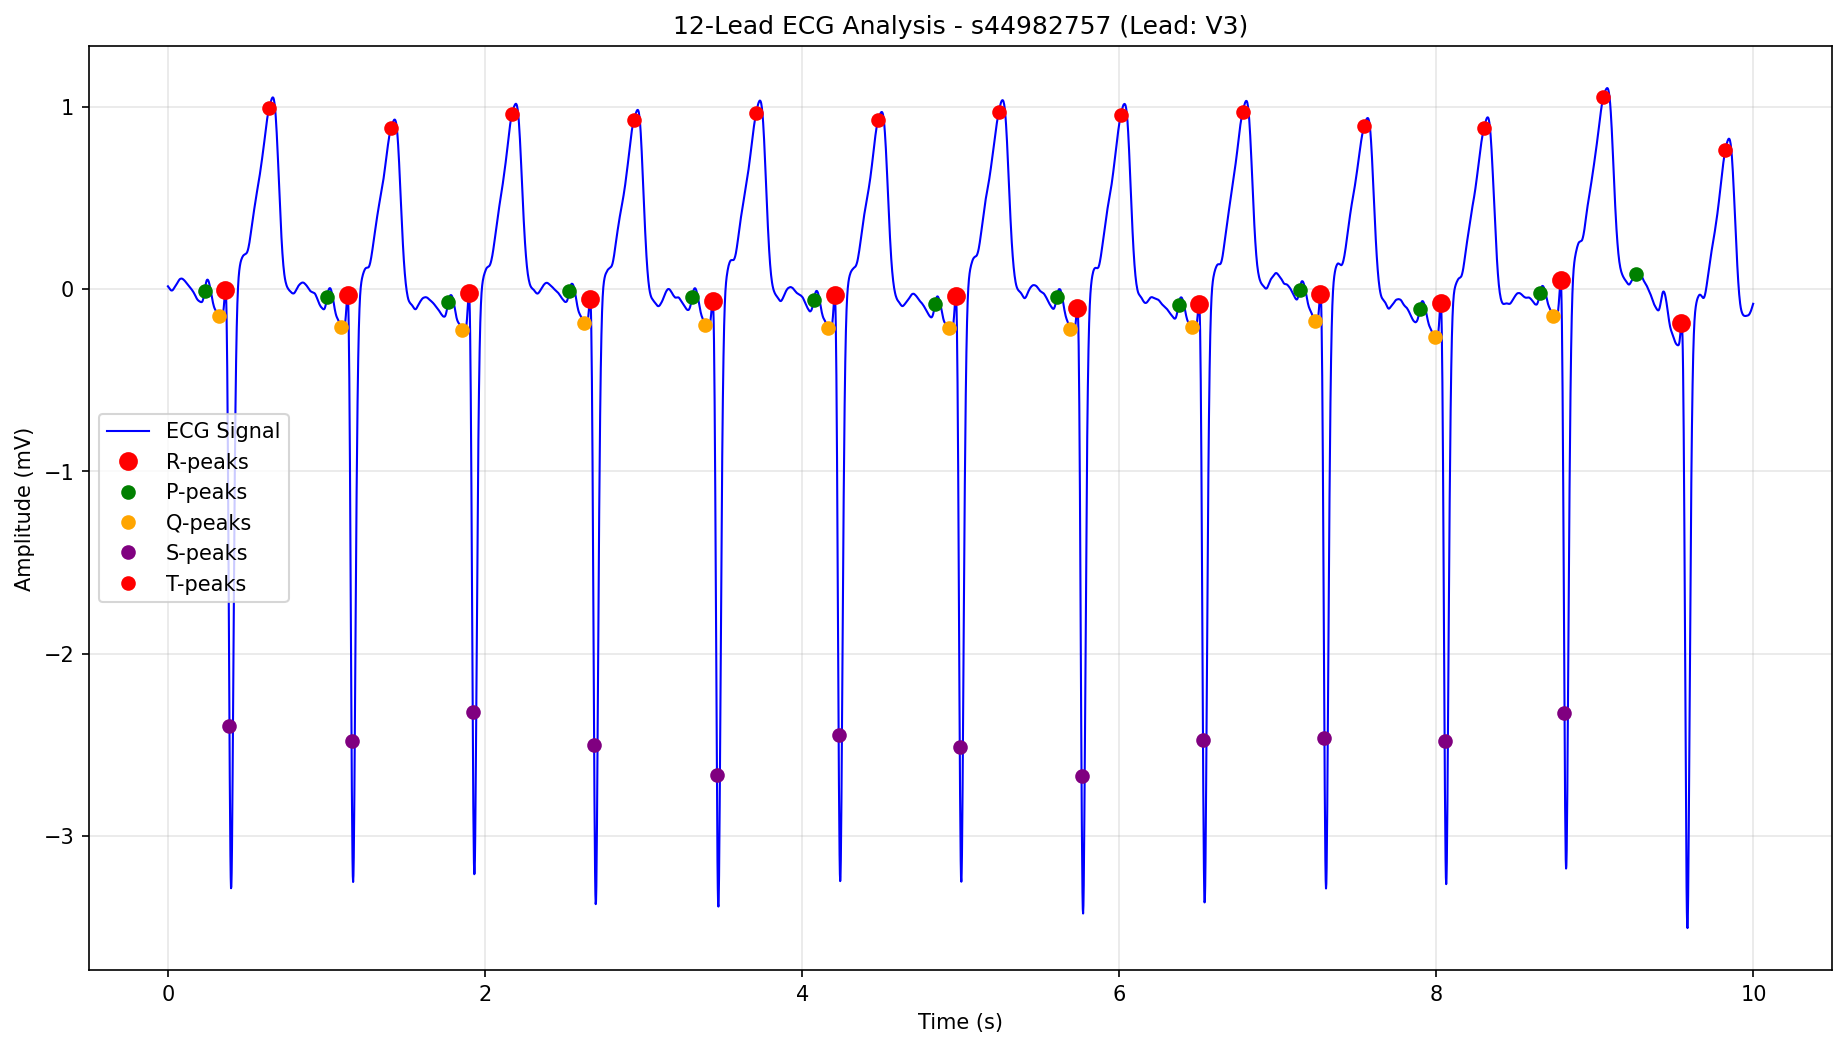 12-Lead ECG Analysis - s44982757 (Lead: V3)
Amplitude (mV)
1
0
−1
−2
−3
ECG Signal
R-peaks
P-peaks
Q-peaks
S-peaks
T-peaks
0 2 4 6 8 10
Time (s)